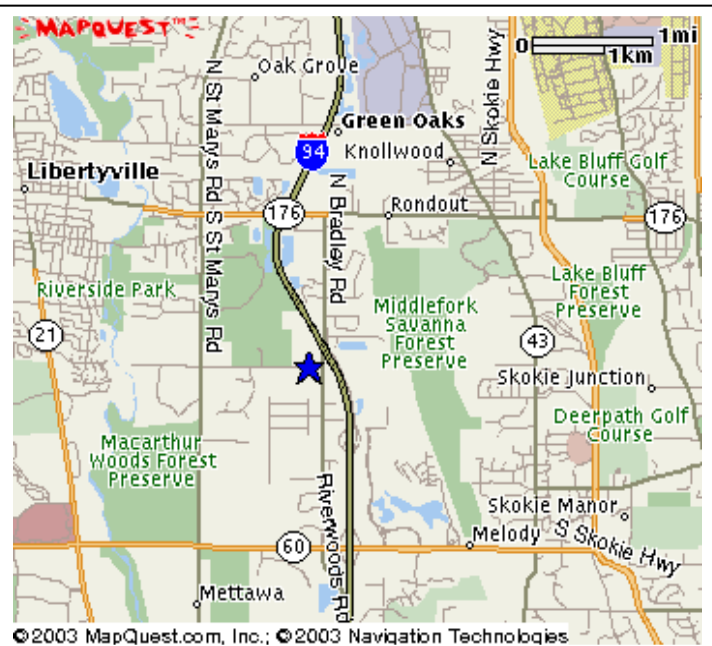 MAPQUEST™
0 1mi
1km
Oak Grove
N St Marys Rd
N Skokie Hwy
Green Oaks
94
Knollwood
Libertyville
Lake Bluff Golf
Course
N Bradley Rd
Rondout
176
176
S St Marys Rd
Riverside Park
Lake Bluff
Forest
Preserve
Middlefork
Savanna
Forest
Preserve
21
43
Skokie Junction
Deerpath Golf
Course
Macarthur
Woods Forest
Preserve
Riverwoods Rd
Skokie Manor
S Skokie Hwy
60
Melody
Mettawa
©2003 MapQuest.com, Inc.; ©2003 Navigation Technologies